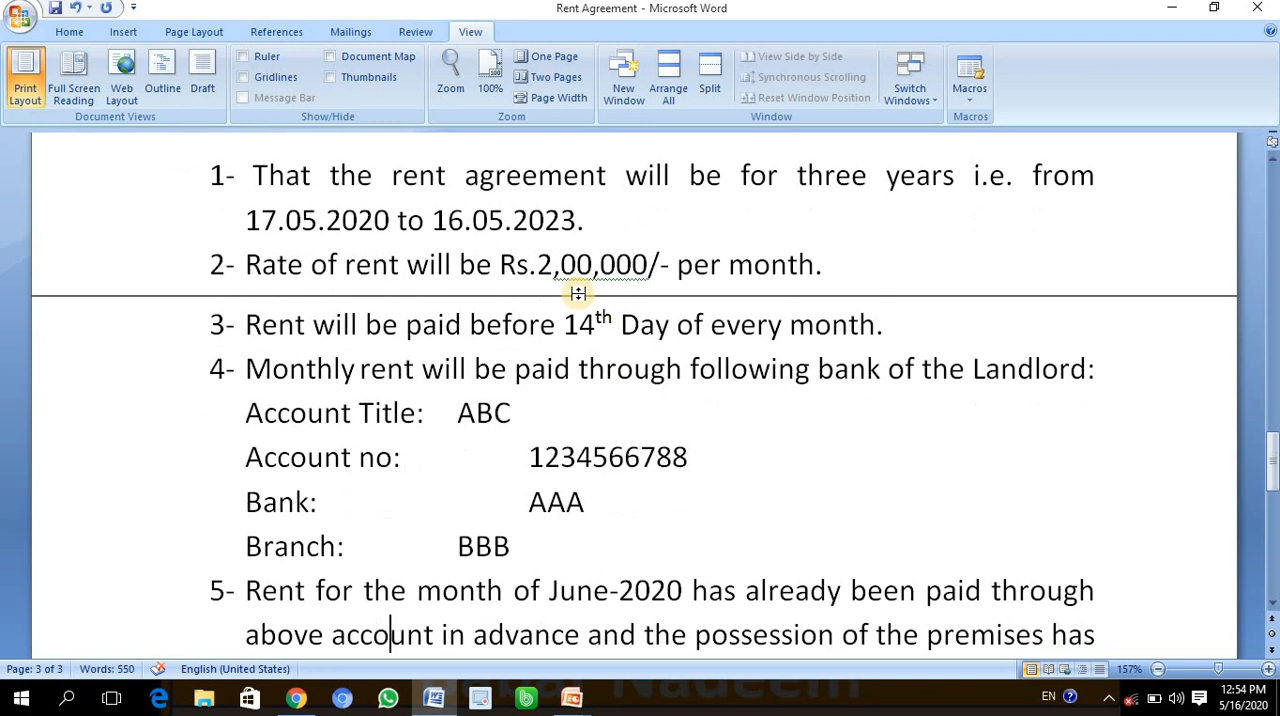 Rent Agreement - Microsoft Word
Home Insert Page Layout References Mailings Review View
Print Layout
Full Screen Reading
Web Layout
Outline
Draft
Document Views
Ruler
Gridlines
Message Bar
Document Map
Thumbnails
Show/Hide
Zoom
100%
One Page
Two Pages
Page Width
Zoom
New Window
Arrange All
Split
View Side by Side
Synchronous Scrolling
Reset Window Position
Window
Switch Windows
Macros
Macros
1- That the rent agreement will be for three years i.e. from
17.05.2020 to 16.05.2023.
2- Rate of rent will be Rs.2,00,000/- per month.
3- Rent will be paid before 14th Day of every month.
4- Monthly rent will be paid through following bank of the Landlord:
Account Title: ABC
Account no: 1234566788
Bank: AAA
Branch: BBB
5- Rent for the month of June-2020 has already been paid through
above account in advance and the possession of the premises has
Page: 3 of 3 Words: 550 English (United States) 157%
EN 12:54 PM
5/16/2020